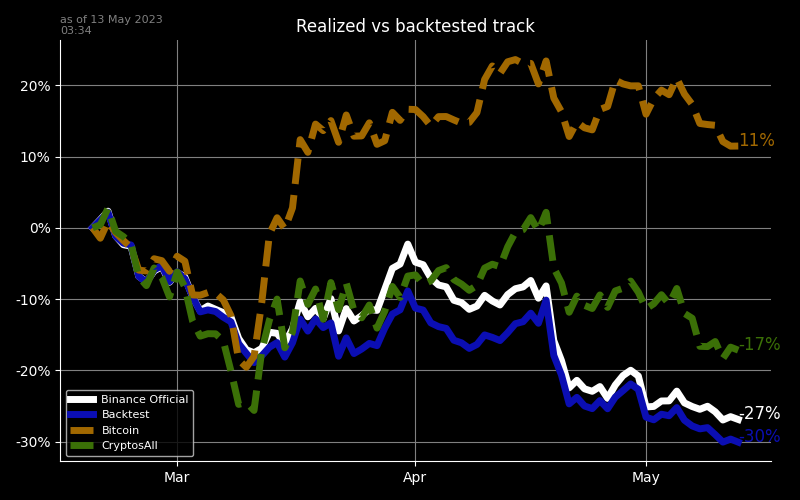 as of 13 May 2023
03:34
Realized vs backtested track
20%
10%
0%
-10%
-20%
-30%
11%
-17%
-27%
-30%
Binance Official
Backtest
Bitcoin
CryptosAll
Mar
Apr
May